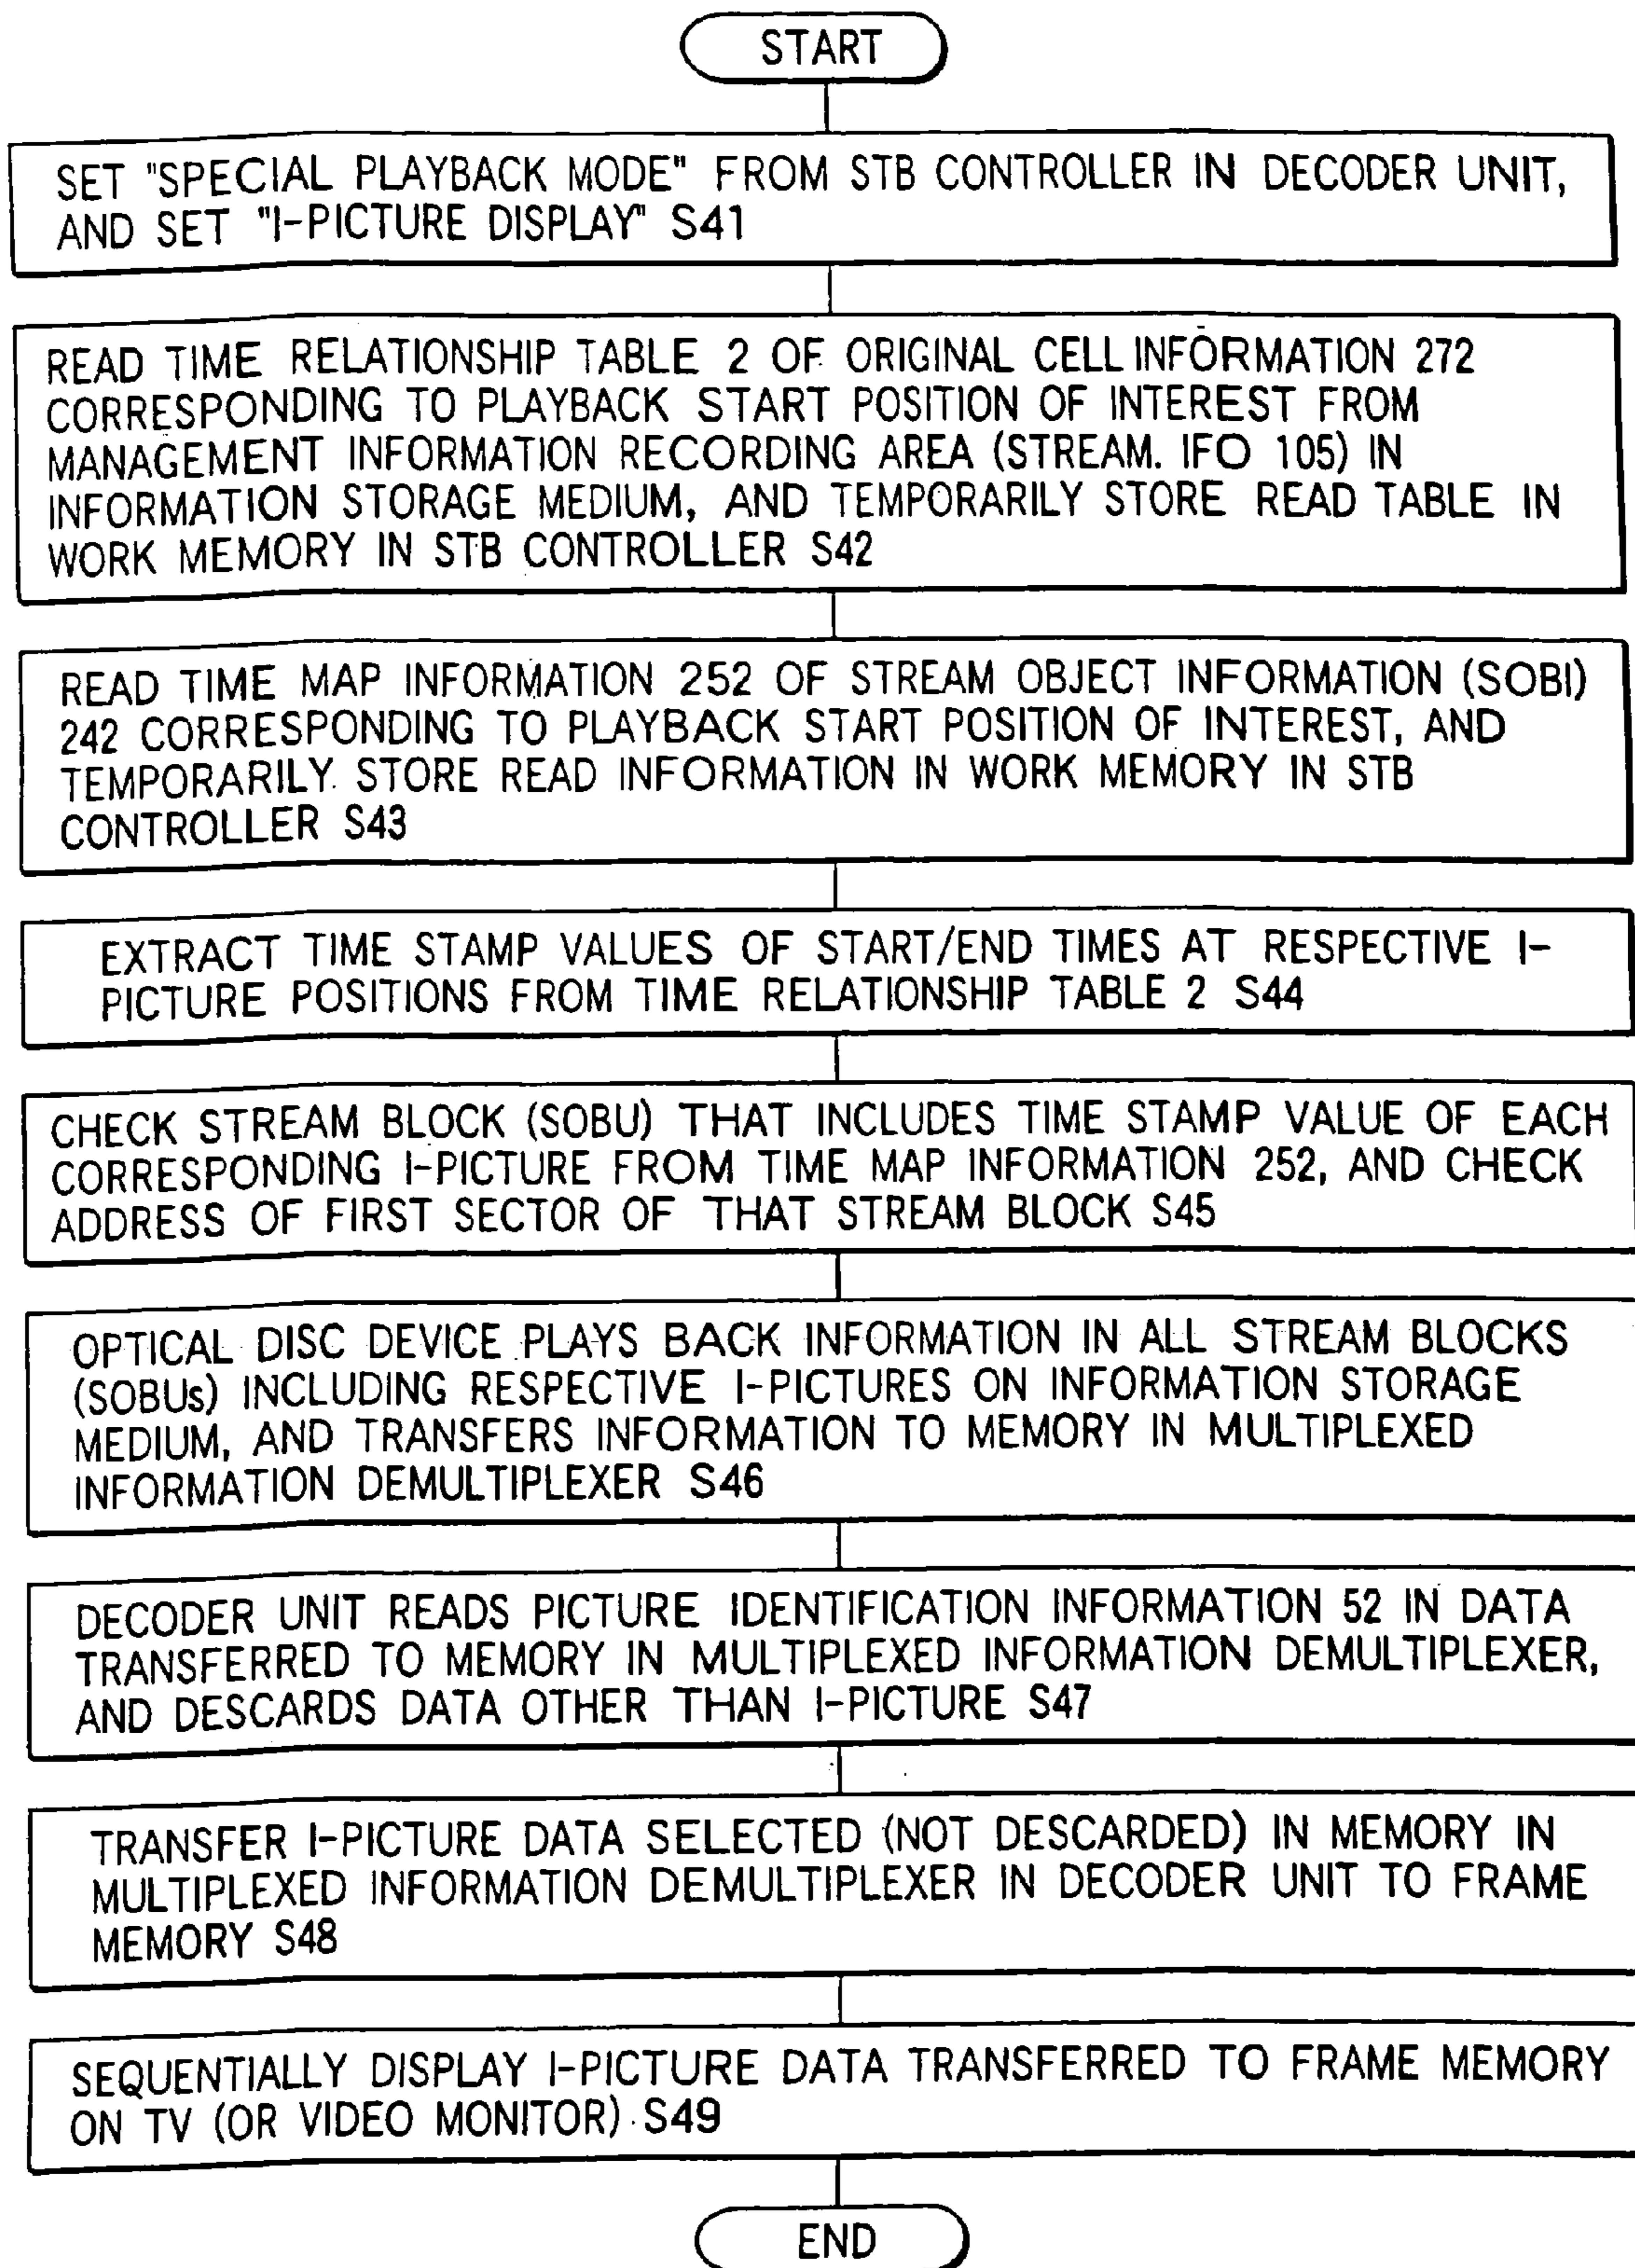 START
SET "SPECIAL PLAYBACK MODE" FROM STB CONTROLLER IN DECODER UNIT,
AND SET "I-PICTURE DISPLAY" S41
READ TIME RELATIONSHIP TABLE 2 OF ORIGINAL CELL INFORMATION 272
CORRESPONDING TO PLAYBACK START POSITION OF INTEREST FROM
MANAGEMENT INFORMATION RECORDING AREA (STREAM. IFO 105) IN
INFORMATION STORAGE MEDIUM, AND TEMPORARILY STORE READ TABLE IN
WORK MEMORY IN STB CONTROLLER S42
READ TIME MAP INFORMATION 252 OF STREAM OBJECT INFORMATION (SOBI)
242 CORRESPONDING TO PLAYBACK START POSITION OF INTEREST, AND
TEMPORARILY STORE READ INFORMATION IN WORK MEMORY IN STB
CONTROLLER S43
EXTRACT TIME STAMP VALUES OF START/END TIMES AT RESPECTIVE I-
PICTURE POSITIONS FROM TIME RELATIONSHIP TABLE 2 S44
CHECK STREAM BLOCK (SOBU) THAT INCLUDES TIME STAMP VALUE OF EACH
CORRESPONDING I-PICTURE FROM TIME MAP INFORMATION 252, AND CHECK
ADDRESS OF FIRST SECTOR OF THAT STREAM BLOCK S45
OPTICAL DISC DEVICE PLAYS BACK INFORMATION IN ALL STREAM BLOCKS
(SOBUs) INCLUDING RESPECTIVE I-PICTURES ON INFORMATION STORAGE
MEDIUM, AND TRANSFERS INFORMATION TO MEMORY IN MULTIPLEXED
INFORMATION DEMULTIPLEXER S46
DECODER UNIT READS PICTURE IDENTIFICATION INFORMATION 52 IN DATA
TRANSFERRED TO MEMORY IN MULTIPLEXED INFORMATION DEMULTIPLEXER,
AND DESCARDS DATA OTHER THAN I-PICTURE S47
TRANSFER I-PICTURE DATA SELECTED (NOT DESCARDED) IN MEMORY IN
MULTIPLEXED INFORMATION DEMULTIPLEXER IN DECODER UNIT TO FRAME
MEMORY S48
SEQUENTIALLY DISPLAY I-PICTURE DATA TRANSFERRED TO FRAME MEMORY
ON TV (OR VIDEO MONITOR) S49
END